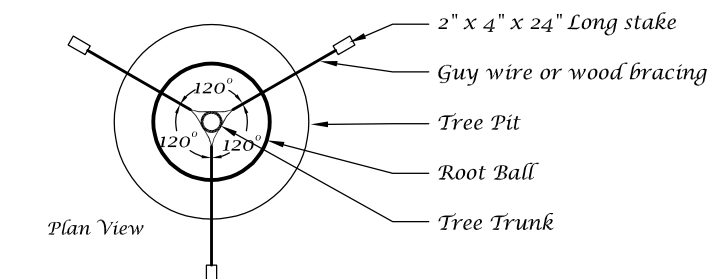 2" x 4" x 24" Long stake
Guy wire or wood bracing
120°
Tree Pit
120°
120°
Root Ball
Tree Trunk
Plan View